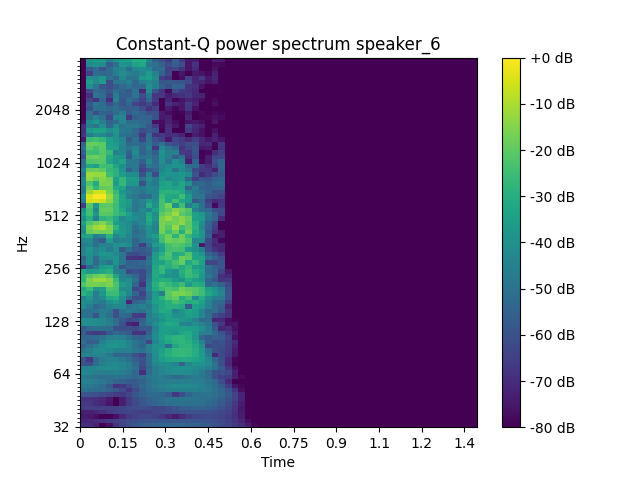 Constant-Q power spectrum speaker_6
Hz
2048
1024
512
256
128
64
32
0 0.15 0.3 0.45 0.6 0.75 0.9 1.1 1.2 1.4
Time
+0 dB
-10 dB
-20 dB
-30 dB
-40 dB
-50 dB
-60 dB
-70 dB
-80 dB